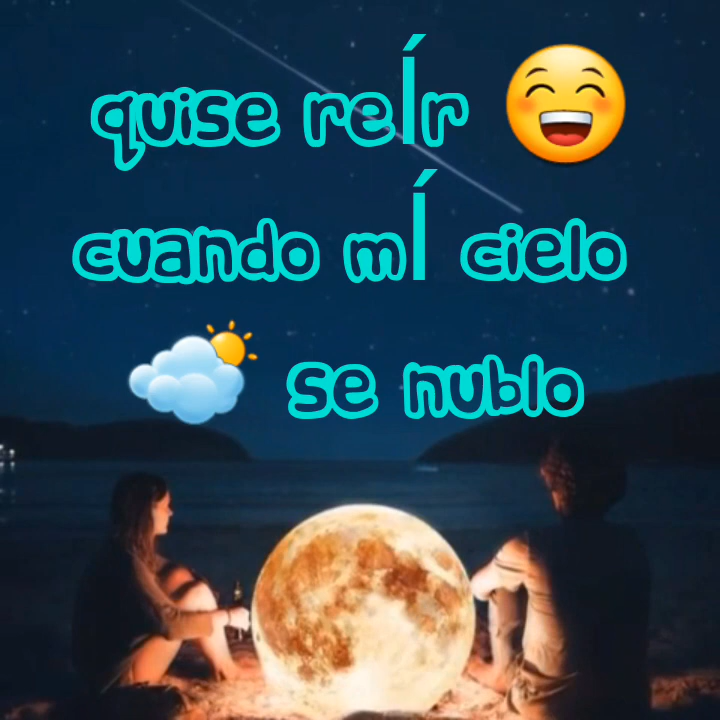 quise reÍr 😁
cuando mÍ cielo
🌤 se nublo